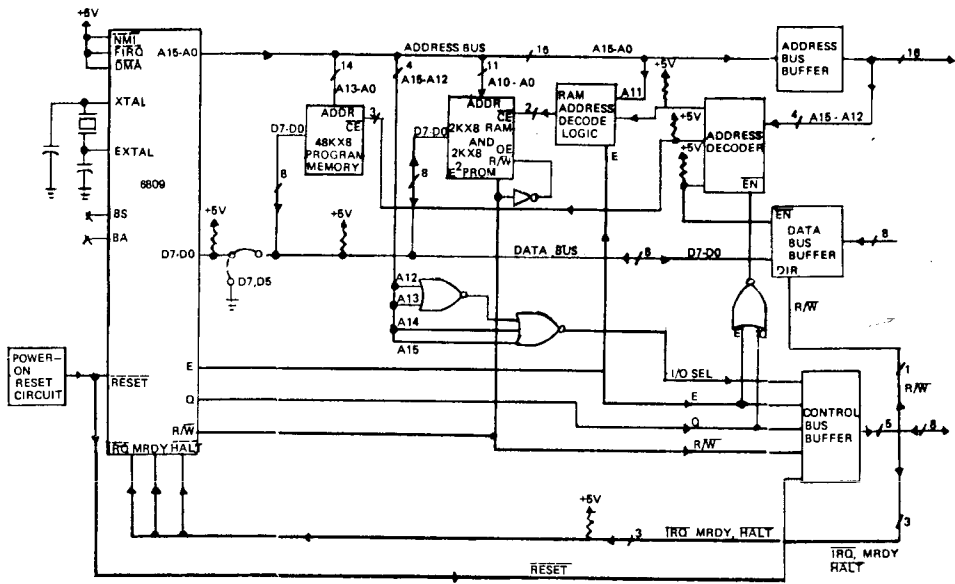 +5V
NMI
FIRQ
DMA
A15-A0
ADDRESS BUS
16
A15-A0
ADDRESS
BUS
BUFFER
16
XTAL
EXTAL
6809
BS
BA
14
A13-A0
4
A15-A12
11
A10-A0
ADDR
CE
48KX8
PROGRAM
MEMORY
3
D7-D0
8
ADDR
CE
2KX8 RAM
AND
2KX8
E² PROM
OE
R/W
D7-D0
8
2
RAM
ADDRESS
DECODE
LOGIC
A11
E
+5V
+5V
+5V
ADDRESS
DECODER
EN
4
A15 - A12
EN
DATA
BUS
BUFFER
DIR
8
R/W
D7-D0
+5V
D7,D5
+5V
DATA BUS
8
D7-D0
A12
A13
A14
A15
E
Q
POWER-
ON
RESET
CIRCUIT
RESET
E
Q
R/W
I/O SEL
E
Q
R/W
CONTROL
BUS
BUFFER
5
8
1
R/W
IRQ MRDY HALT
+5V
3
IRQ MRDY, HALT
3
IRQ, MRDY
HALT
RESET